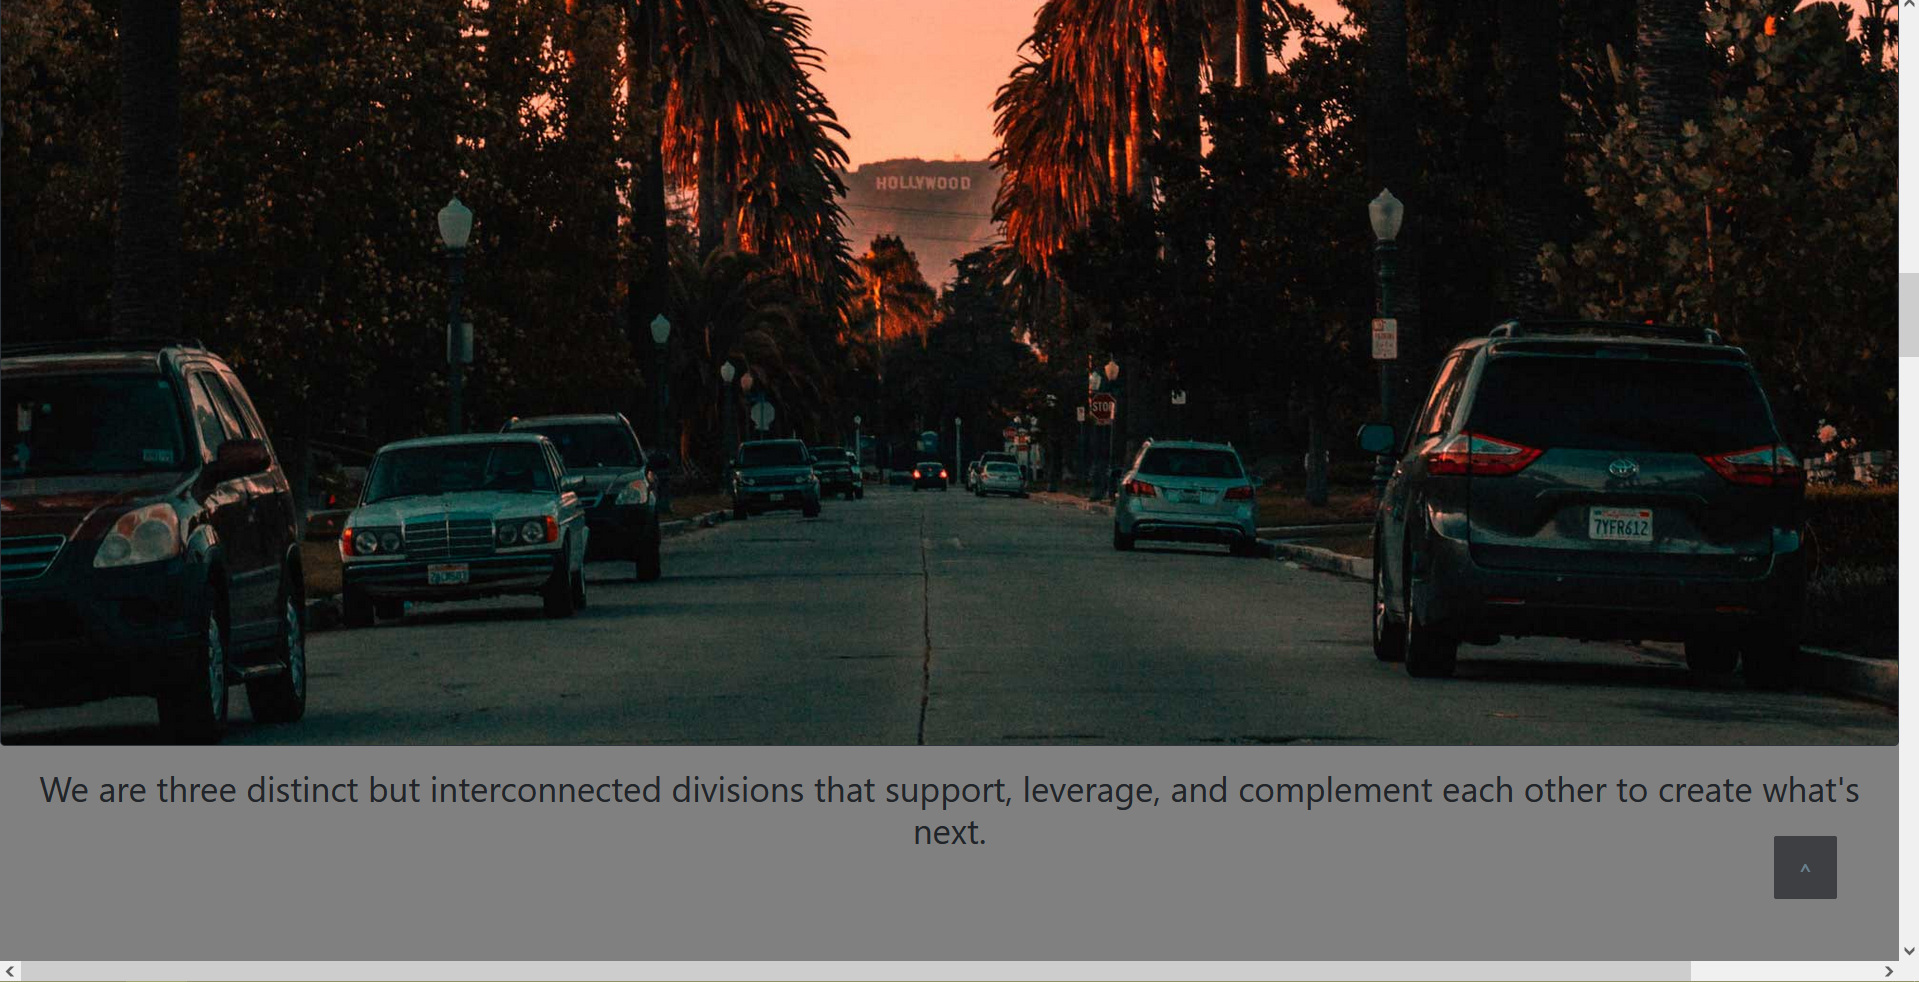 HOLLYWOOD
STOP
California
7YFR612
We are three distinct but interconnected divisions that support, leverage, and complement each other to create what's
next.
^